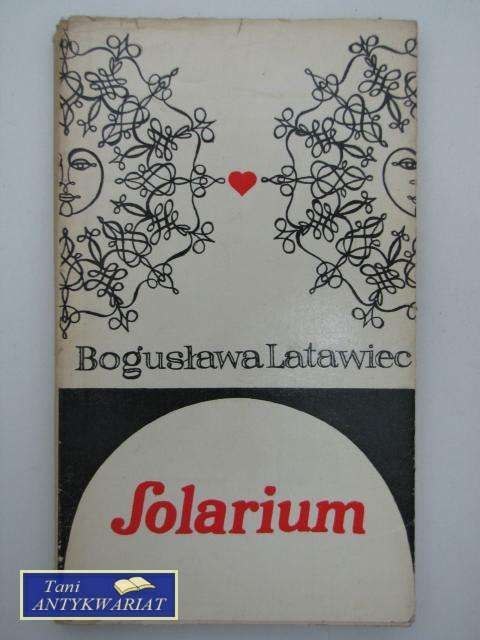 Bogusława Latawiec
Solarium
Tani
ANTYKWARIAT